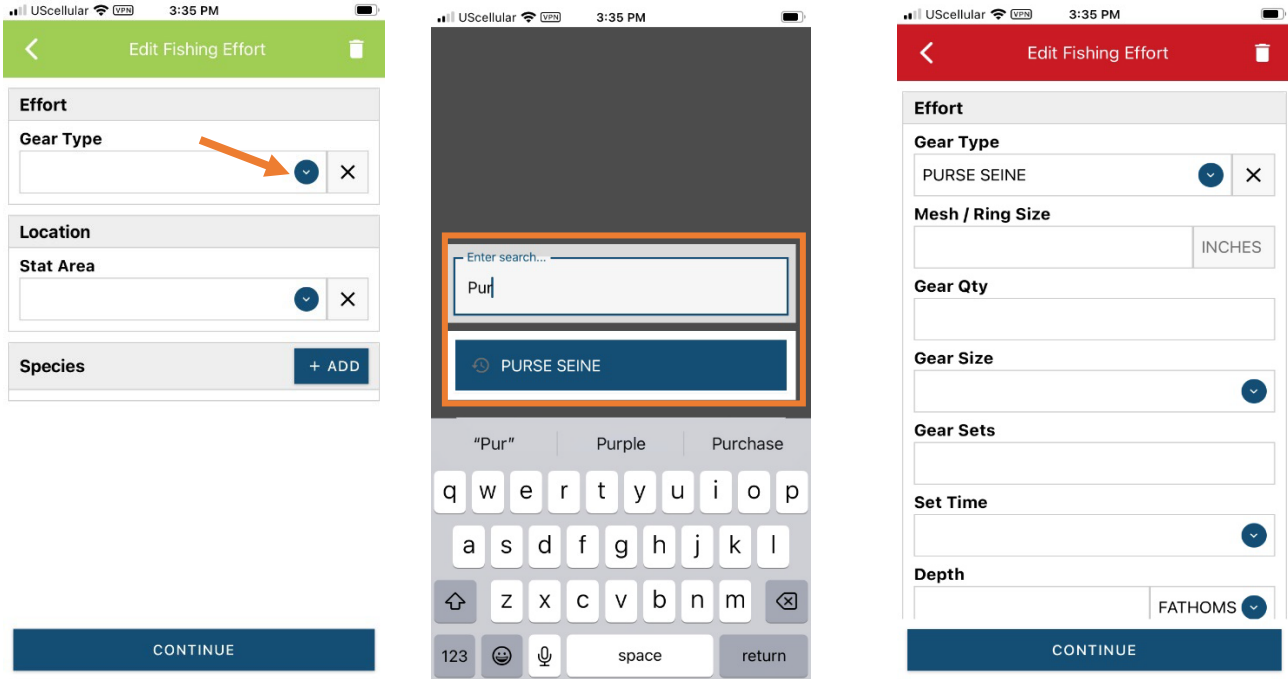 UScellular VPN 3:35 PM
Edit Fishing Effort
Effort
Gear Type
Location
Stat Area
Species + ADD
CONTINUE
UScellular VPN 3:35 PM
Enter search...
Pur
PURSE SEINE
“Pur” Purple Purchase
q w e r t y u i o p
a s d f g h j k l
z x c v b n m
123 space return
UScellular VPN 3:35 PM
Edit Fishing Effort
Effort
Gear Type
PURSE SEINE
Mesh / Ring Size
INCHES
Gear Qty
Gear Size
Gear Sets
Set Time
Depth
FATHOMS
CONTINUE